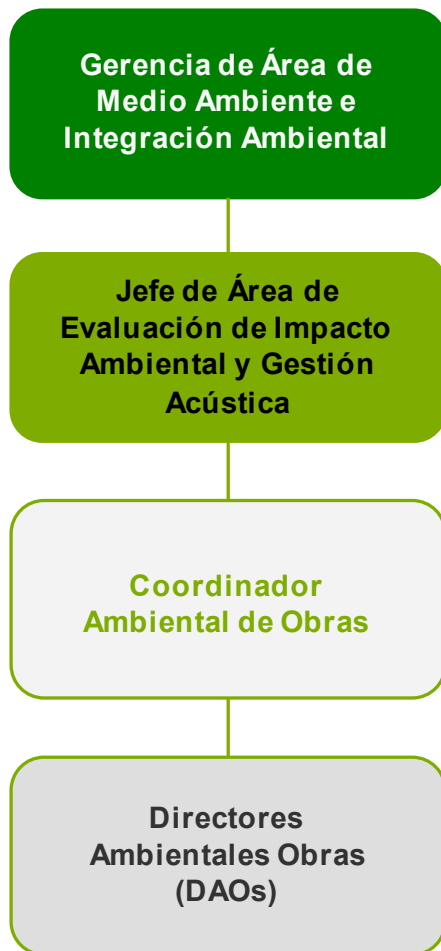 Gerencia de Área de
Medio Ambiente e
Integración Ambiental
Jefe de Área de
Evaluación de Impacto
Ambiental y Gestión
Acústica
Coordinador
Ambiental de Obras
Directores
Ambientales Obras
(DAOs)